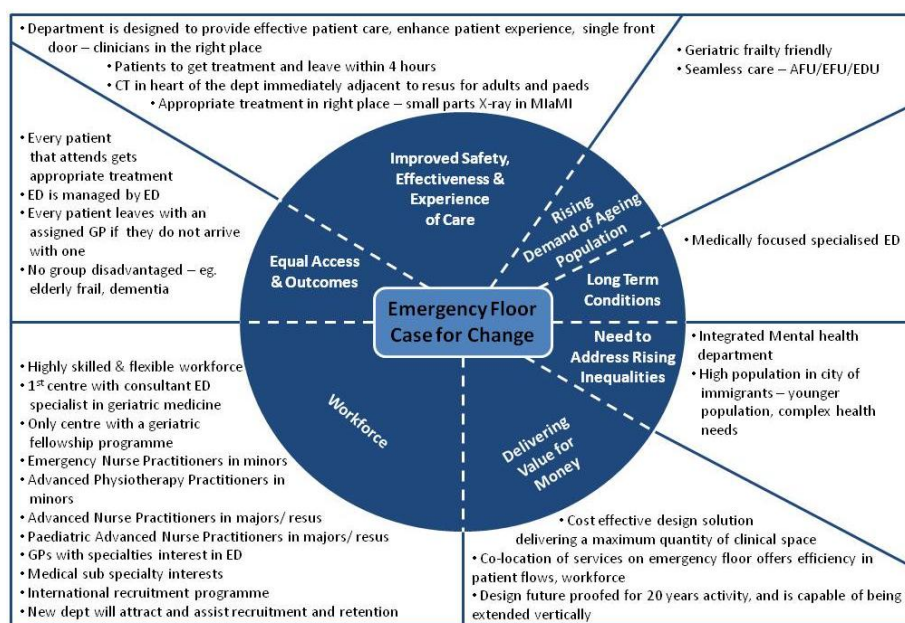 • Department is designed to provide effective patient care, enhance patient experience, single front
door – clinicians in the right place
• Patients to get treatment and leave within 4 hours
• CT in heart of the dept immediately adjacent to resus for adults and paeds
• Appropriate treatment in right place – small parts X-ray in MIaMI
• Geriatric frailty friendly
• Seamless care – AFU/EFU/EDU
• Every patient
that attends gets
appropriate treatment
• ED is managed by ED
• Every patient leaves with an
assigned GP if they do not arrive
with one
• No group disadvantaged – eg.
elderly frail, dementia
Improved Safety,
Effectiveness &
Experience
of Care
Rising
Demand of Ageing
Population
• Medically focused specialised ED
Equal Access
& Outcomes
Long Term
Conditions
Emergency Floor
Case for Change
Need to
Address Rising
Inequalities
• Integrated Mental health
department
• High population in city of
immigrants – younger
population, complex health
needs
Workforce
Delivering
Value for
Money
• Highly skilled & flexible workforce
• 1st centre with consultant ED
specialist in geriatric medicine
• Only centre with a geriatric
fellowship programme
• Emergency Nurse Practitioners in minors
• Advanced Physiotherapy Practitioners in
minors
• Advanced Nurse Practitioners in majors/ resus
• Paediatric Advanced Nurse Practitioners in majors/ resus
• GPs with specialties interest in ED
• Medical sub specialty interests
• International recruitment programme
• New dept will attract and assist recruitment and retention
• Cost effective design solution
delivering a maximum quantity of clinical space
• Co-location of services on emergency floor offers efficiency in
patient flows, workforce
• Design future proofed for 20 years activity, and is capable of being
extended vertically